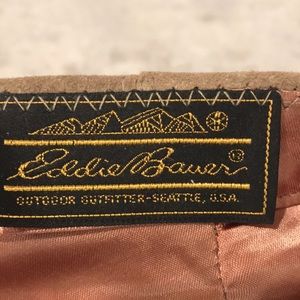 Eddie Bauer
OUTDOOR OUTFITTER-SEATTLE, U.S.A.